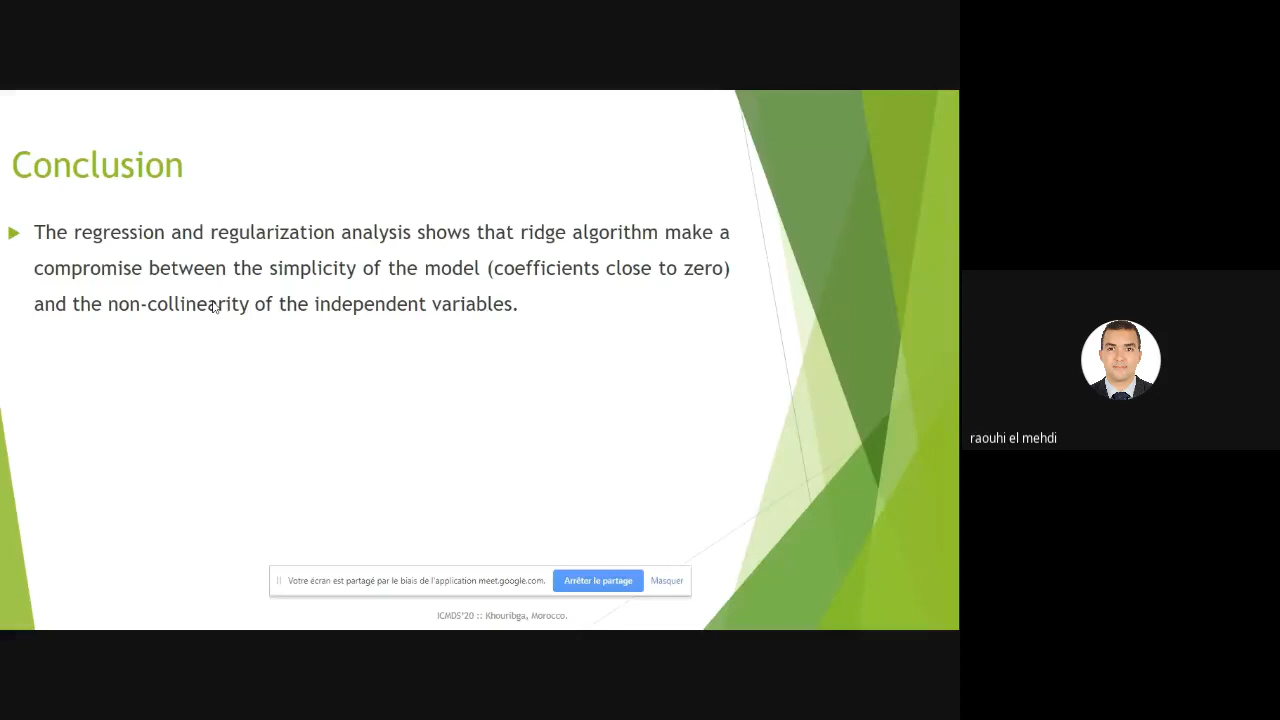 Conclusion
The regression and regularization analysis shows that ridge algorithm make a
compromise between the simplicity of the model (coefficients close to zero)
and the non-collinearity of the independent variables.
raouhi el mehdi
Votre écran est partagé par le biais de l'application meet.google.com. Arrêter le partage Masquer
ICMDS'20 :: Khouribga, Morocco.